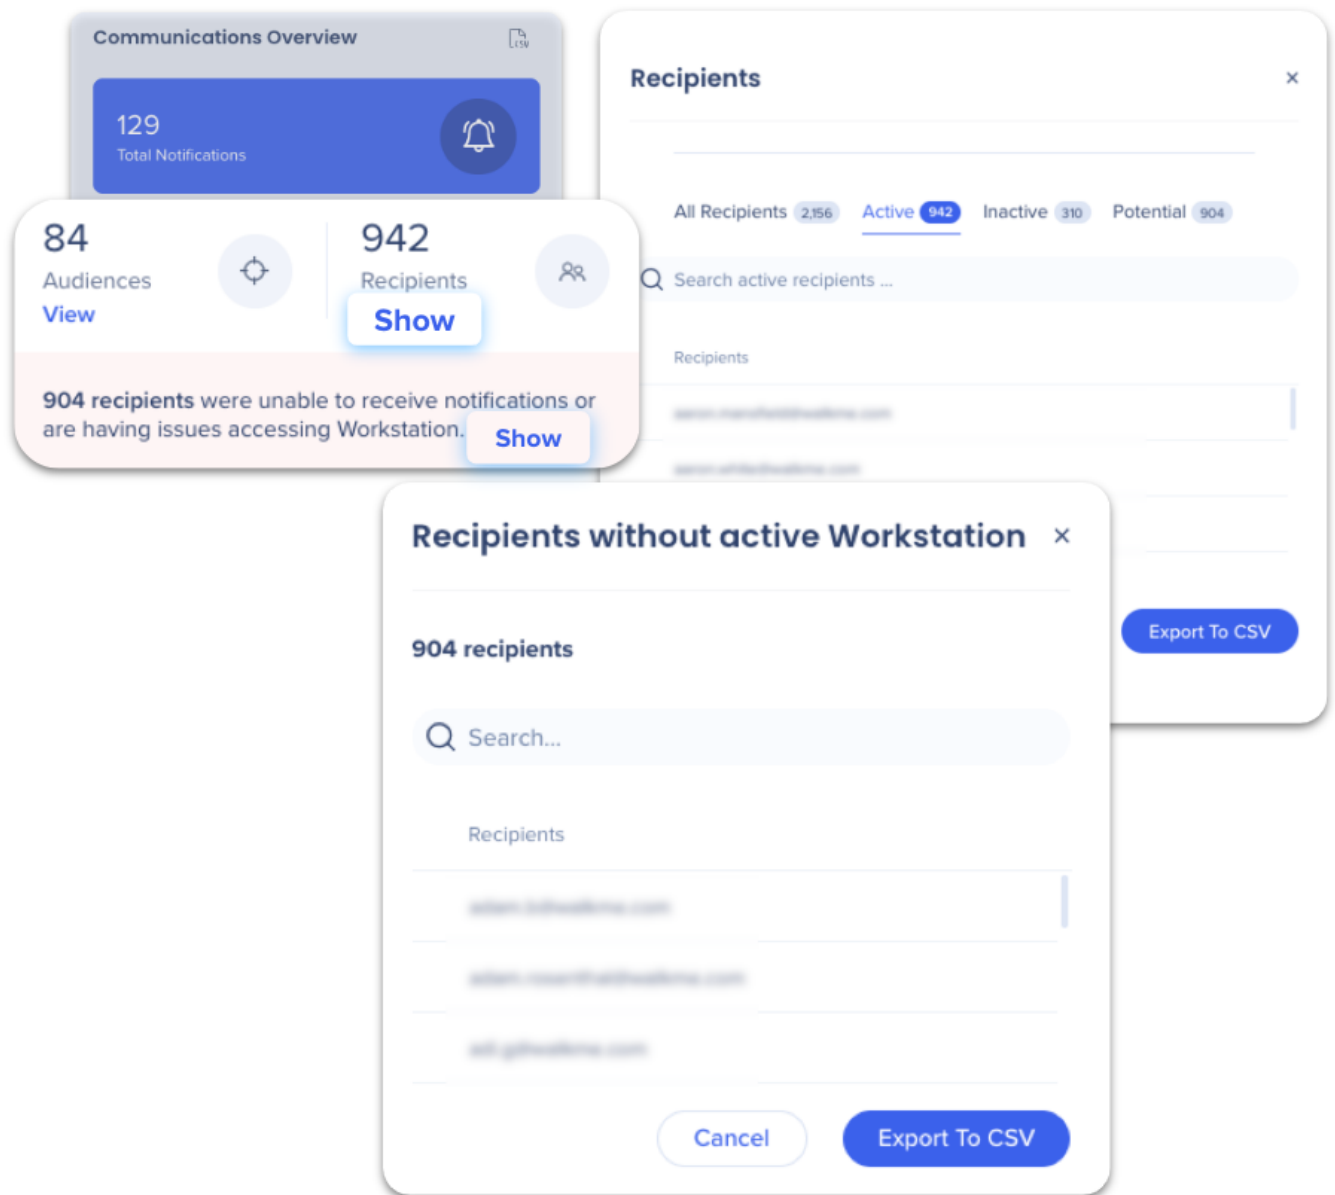 Communications Overview
CSV
129
Total Notifications
84
Audiences
View
942
Recipients
Show
904 recipients were unable to receive notifications or
are having issues accessing Workstation. Show
Recipients
All Recipients 2,156 Active 942 Inactive 310 Potential 904
Search active recipients ...
Recipients
Export To CSV
Recipients without active Workstation
904 recipients
Search...
Recipients
Cancel Export To CSV